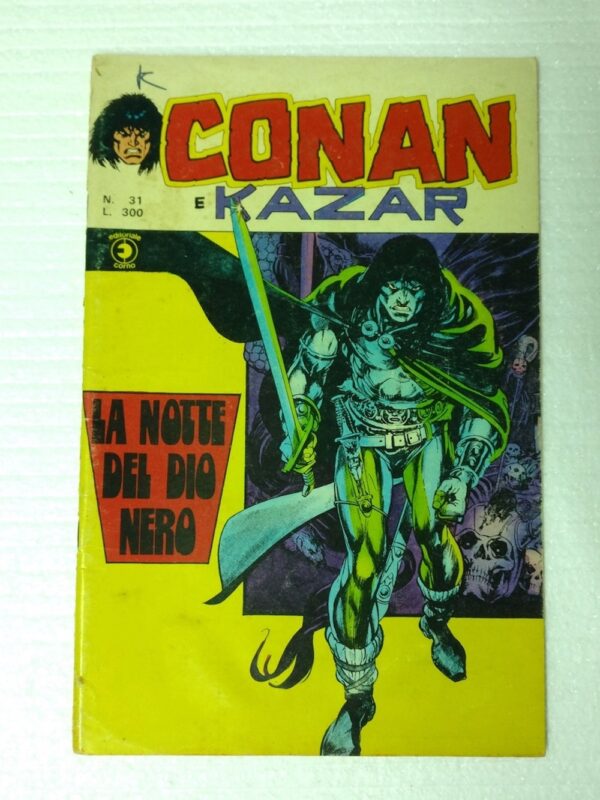 K
CONAN
E KAZAR
N. 31
L. 300
editoriale
corno
LA NOTTE
DEL DIO
NERO